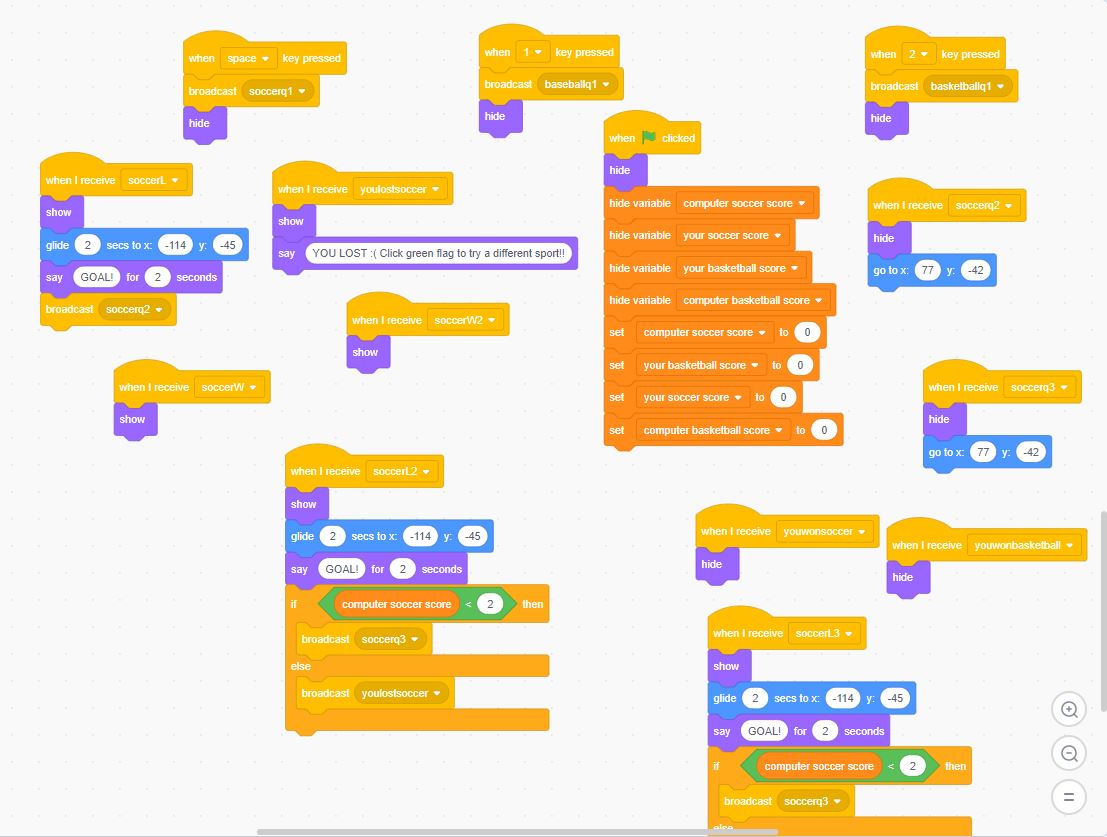 when space key pressed
broadcast soccerq1
hide
when 1 key pressed
broadcast baseballq1
hide
when 2 key pressed
broadcast basketballq1
hide
when clicked
hide
hide variable computer soccer score
hide variable your soccer score
hide variable your basketball score
hide variable computer basketball score
set computer soccer score to 0
set your basketball score to 0
set your soccer score to 0
set computer basketball score to 0
when I receive soccerL
show
glide 2 secs to x: -114 y: -45
say GOAL! for 2 seconds
broadcast soccerq2
when I receive youlostsoccer
show
say YOU LOST :( Click green flag to try a different sport!!
when I receive soccerq2
hide
go to x: 77 y: -42
when I receive soccerW2
show
when I receive soccerW
show
when I receive soccerq3
hide
go to x: 77 y: -42
when I receive soccerL2
show
glide 2 secs to x: -114 y: -45
say GOAL! for 2 seconds
if computer soccer score < 2 then
broadcast soccerq3
else
broadcast youlostsoccer
when I receive youwonsoccer
hide
when I receive youwonbasketball
hide
when I receive soccerL3
show
glide 2 secs to x: -114 y: -45
say GOAL! for 2 seconds
if computer soccer score < 2 then
broadcast soccerq3
else